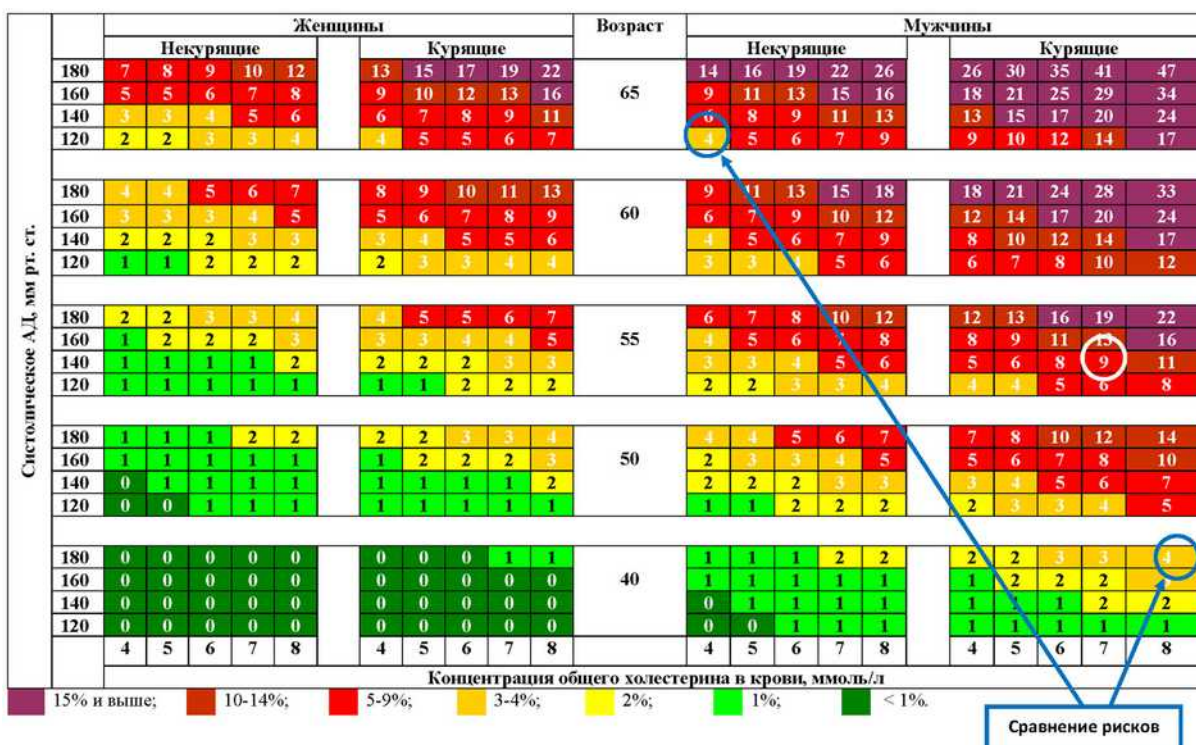 Женщины Возраст Мужчины
Некурящие Курящие Некурящие Курящие
Систолическое АД, мм рт. ст.
180 7 8 9 10 12 13 15 17 19 22 14 16 19 22 26 26 30 35 41 47
160 5 5 6 7 8 9 10 12 13 16 65 9 11 13 15 16 18 21 25 29 34
140 3 3 4 5 6 6 7 8 9 11 6 8 9 11 13 13 15 17 20 24
120 2 2 3 3 4 4 5 5 6 7 4 5 6 7 9 9 10 12 14 17
180 4 4 5 6 7 8 9 10 11 13 9 11 13 15 18 18 21 24 28 33
160 3 3 3 4 5 5 6 7 8 9 60 6 7 9 10 12 12 14 17 20 24
140 2 2 2 3 3 3 4 5 5 6 4 5 6 7 9 8 10 12 14 17
120 1 1 2 2 2 2 3 3 4 4 3 3 4 5 6 6 7 8 10 12
180 2 2 3 3 4 4 5 5 6 7 6 7 8 10 12 12 13 16 19 22
160 1 2 2 2 3 3 3 4 4 5 55 4 5 6 7 8 8 9 11 13 16
140 1 1 1 1 2 2 2 2 3 3 3 3 4 5 6 5 6 8 9 11
120 1 1 1 1 1 1 1 2 2 2 2 2 3 3 4 4 4 5 6 8
180 1 1 1 2 2 2 2 3 3 4 4 4 5 6 7 7 8 10 12 14
160 1 1 1 1 1 1 2 2 2 3 50 2 3 3 4 5 5 6 7 8 10
140 0 1 1 1 1 1 1 1 1 2 2 2 2 3 3 3 4 5 6 7
120 0 0 1 1 1 1 1 1 1 1 1 1 2 2 2 2 3 3 4 5
180 0 0 0 0 0 0 0 0 1 1 1 1 1 2 2 2 2 3 3 4
160 0 0 0 0 0 0 0 0 0 0 40 1 1 1 1 1 1 2 2 2
140 0 0 0 0 0 0 0 0 0 0 0 1 1 1 1 1 1 1 2 2
120 0 0 0 0 0 0 0 0 0 0 0 0 1 1 1 1 1 1 1 1
4 5 6 7 8 4 5 6 7 8 4 5 6 7 8 4 5 6 7 8
Концентрация общего холестерина в крови, ммоль/л
15% и выше; 10-14%; 5-9%; 3-4%; 2%; 1%; < 1%.
Сравнение рисков